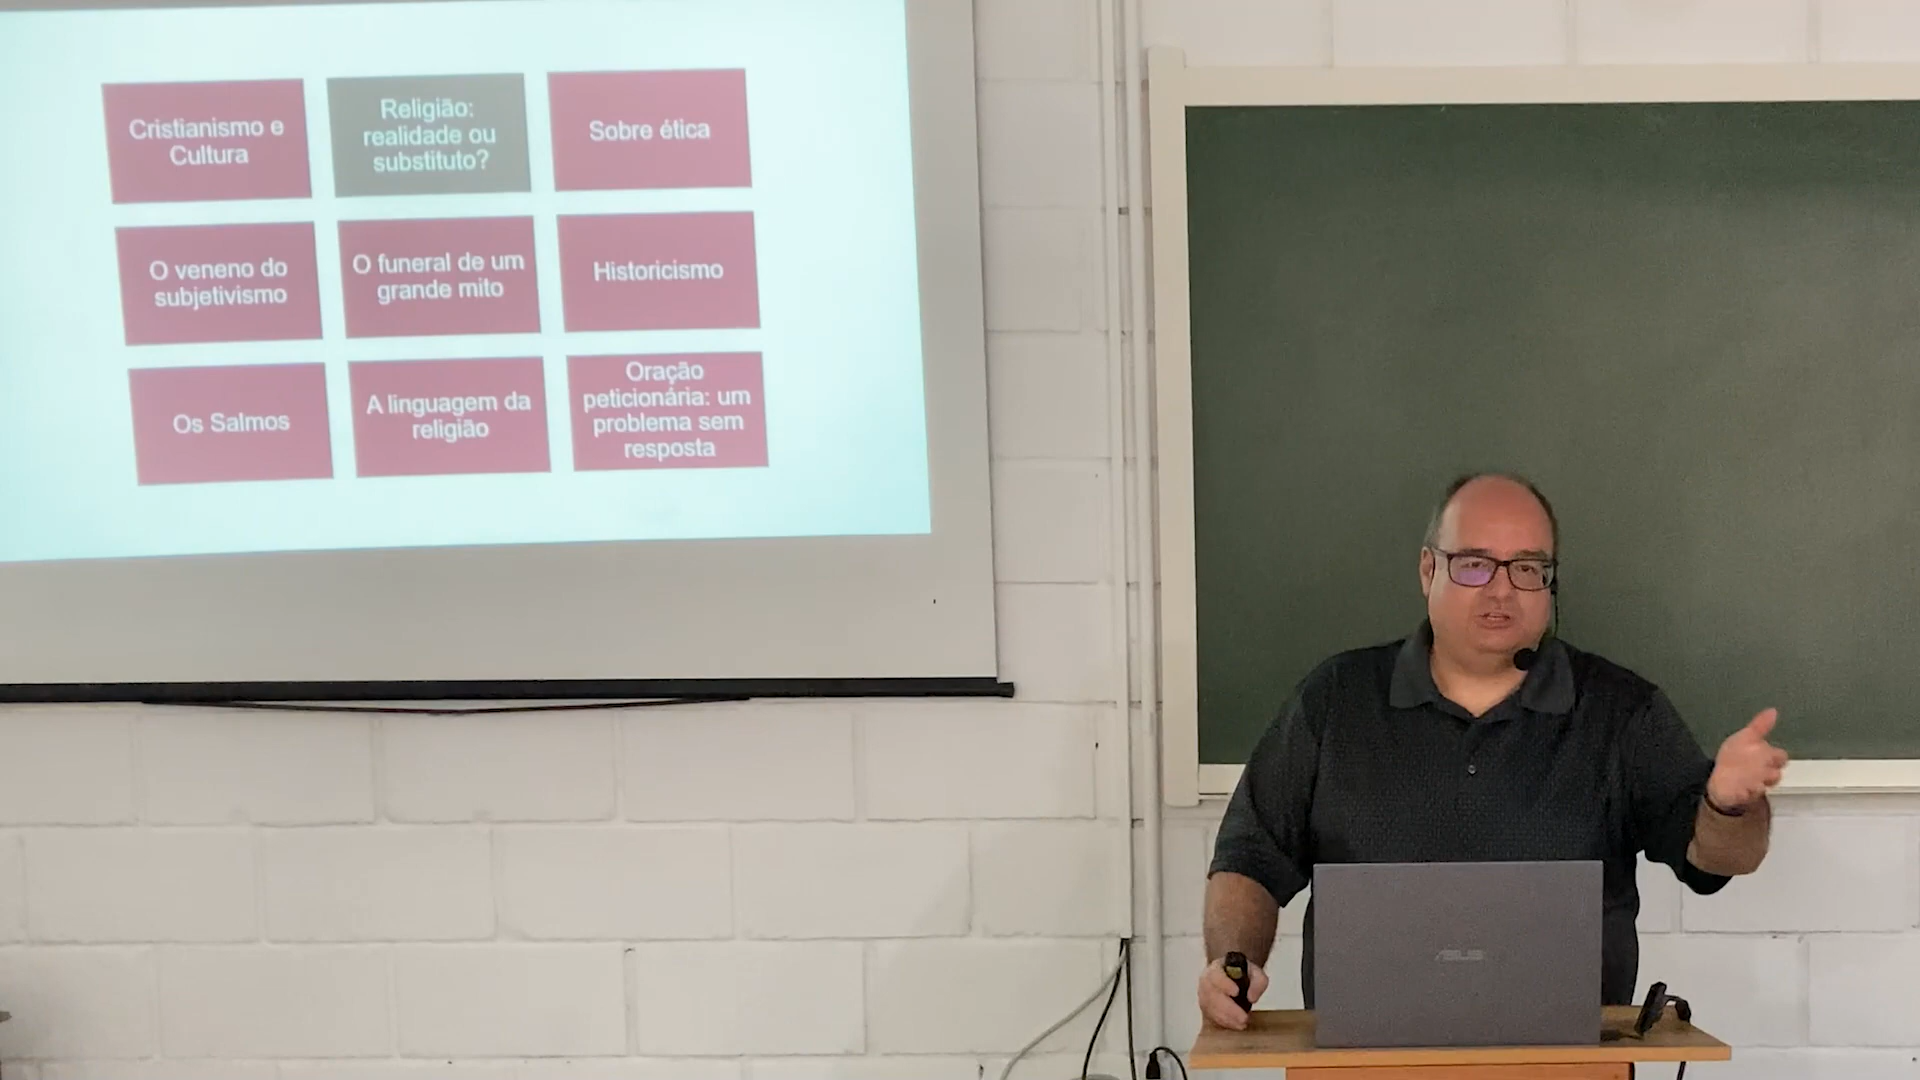 Cristianismo e
Cultura
Religião:
realidade ou
substituto?
Sobre ética
O veneno do
subjetivismo
O funeral de um
grande mito
Historicismo
Os Salmos
A linguagem da
religião
Oração
peticionária: um
problema sem
resposta
ASUS